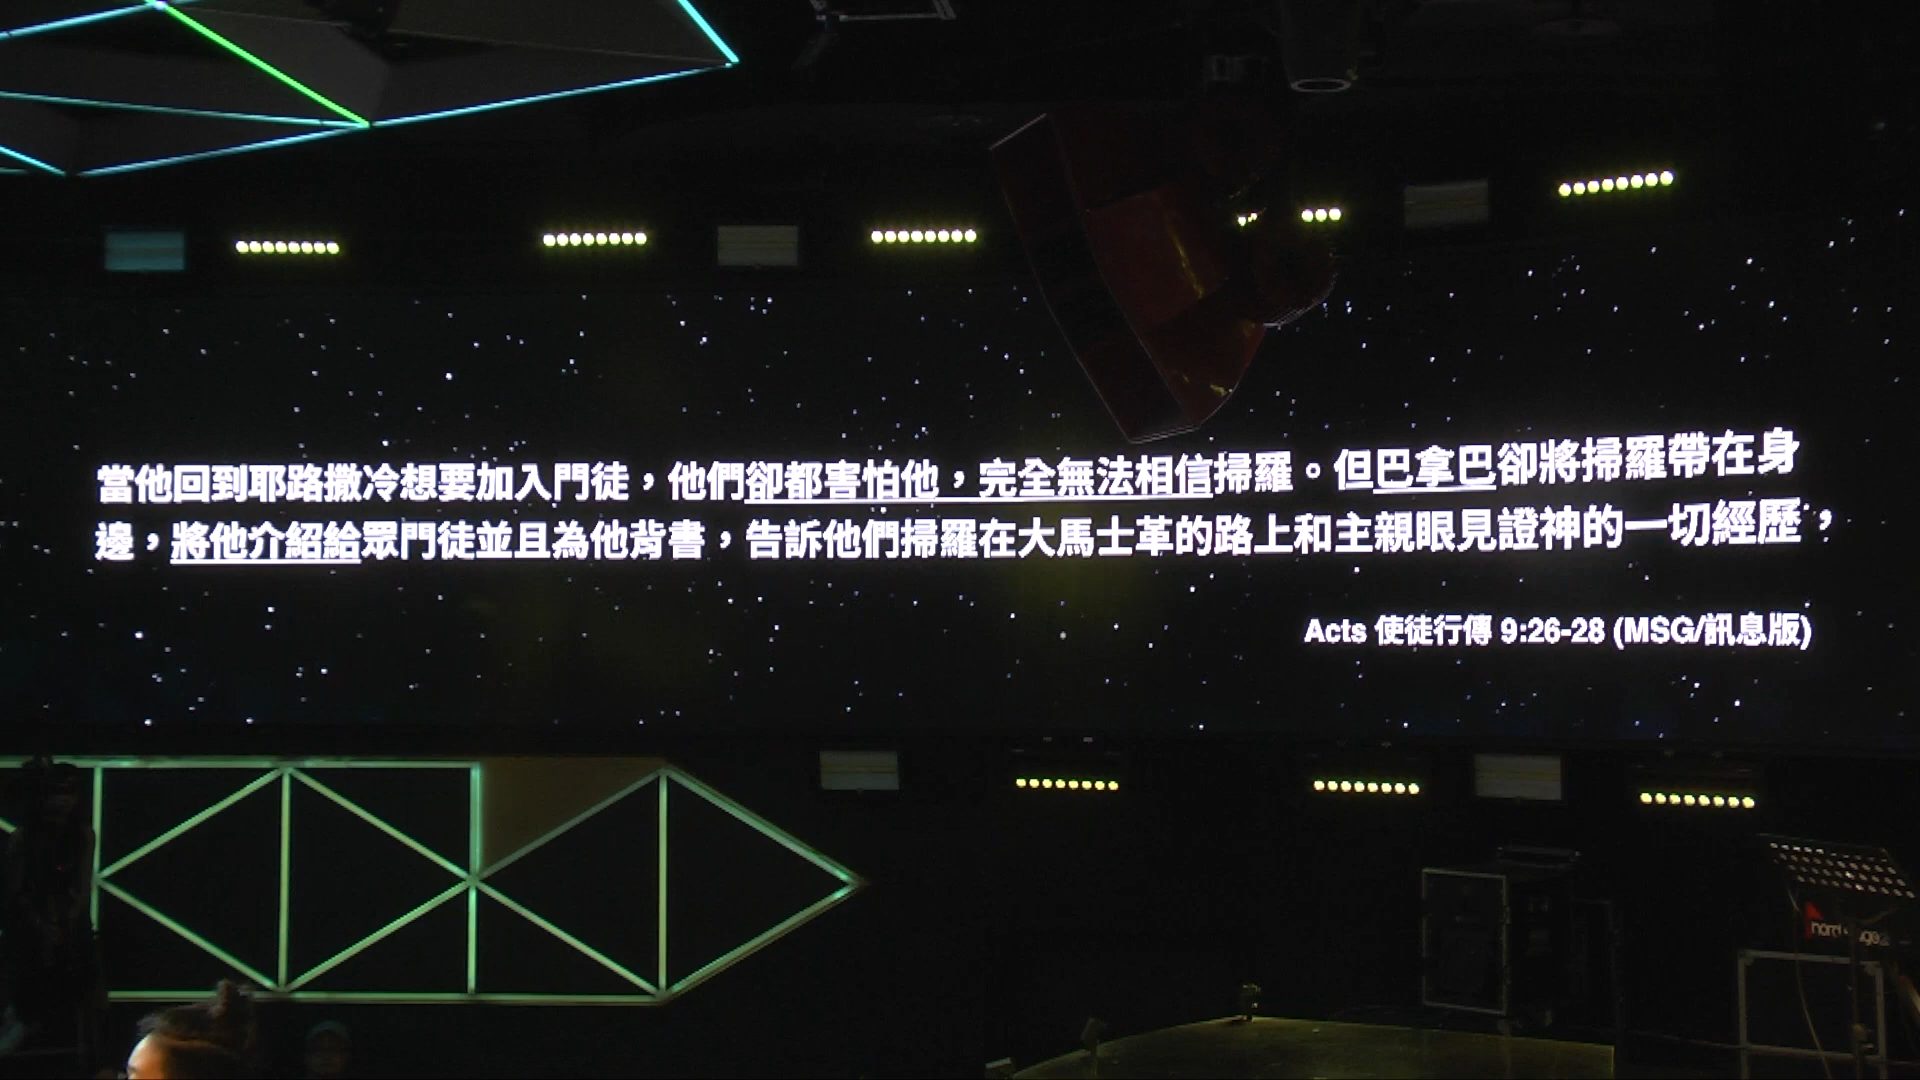 當他回到耶路撒冷想要加入門徒，他們卻都害怕他，完全無法相信掃羅。但巴拿巴卻將掃羅帶在身
邊，將他介紹給眾門徒並且為他背書，告訴他們掃羅在大馬士革的路上和主親眼見證神的一切經歷，
Acts 使徒行傳 9:26-28 (MSG/訊息版)